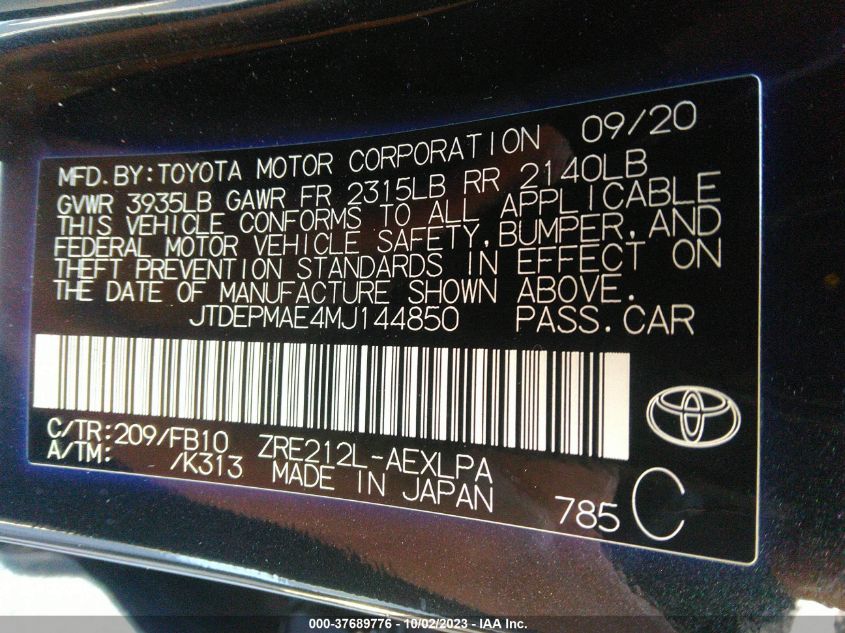 MFD. BY: TOYOTA MOTOR CORPORATION 09/20
GVWR 3935LB GAWR FR 2315LB RR 2140LB
THIS VEHICLE CONFORMS TO ALL APPLICABLE
FEDERAL MOTOR VEHICLE SAFETY, BUMPER, AND
THEFT PREVENTION STANDARDS IN EFFECT ON
THE DATE OF MANUFACTURE SHOWN ABOVE.
JTDEPMAE4MJ144850 PASS. CAR
C/TR: 209/FB10 ZRE212L-AEXLPA
A/TM: /K313 MADE IN JAPAN
785 C
000-37689776 - 10/02/2023 - IAA Inc.